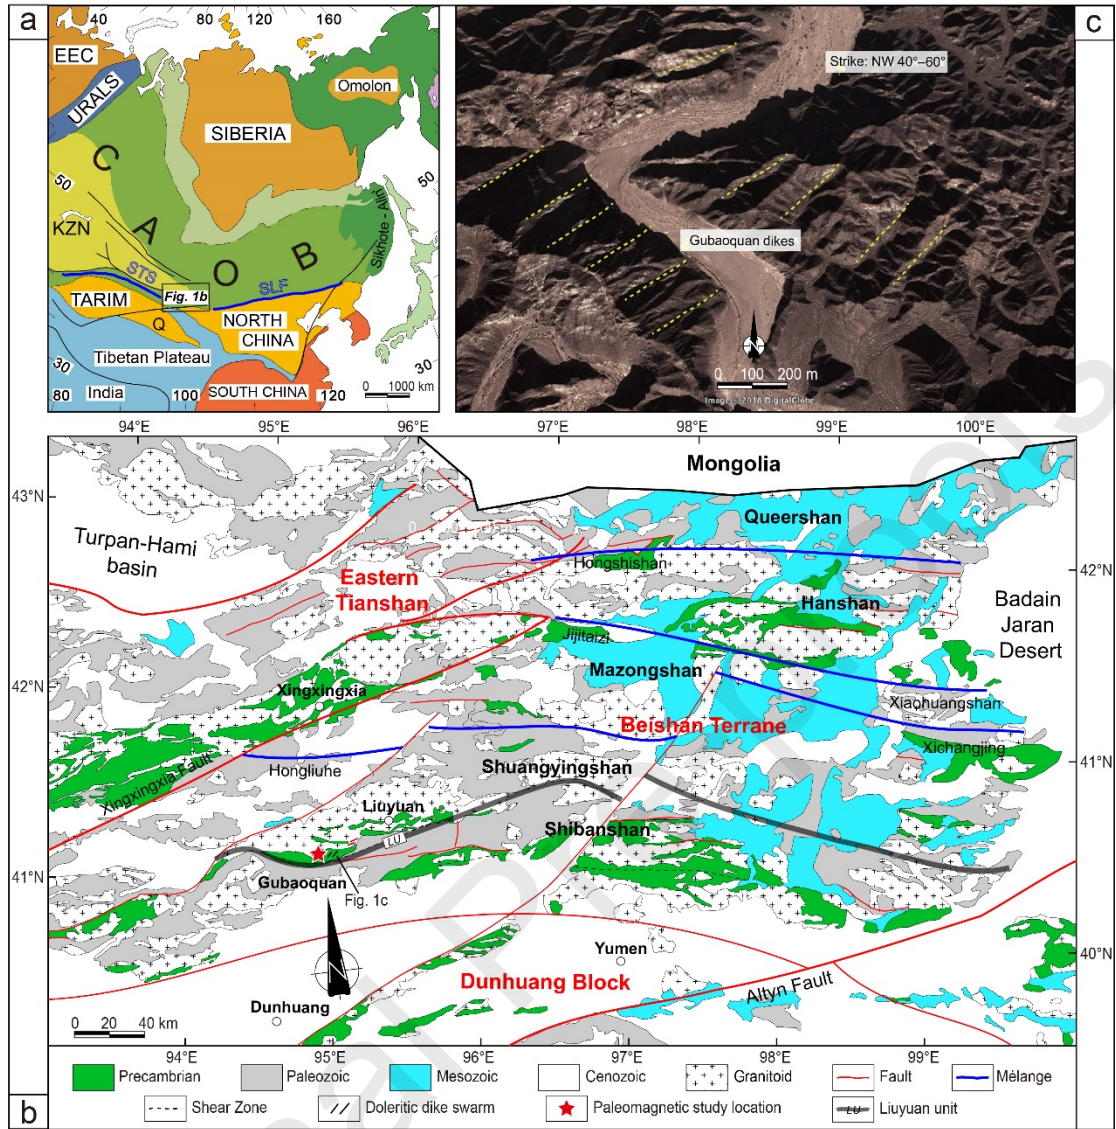 a
40
80
120
160
EEC
URALS
Omolon
SIBERIA
C
A
O
B
50
50
KZN
Sikhote - Alin
STS
SLF
Fig. 1b
TARIM
Q
NORTH
CHINA
Tibetan Plateau
30
30
India
80
100
SOUTH CHINA
120
0 1000 km
c
Strike: NW 40°–60°
Gubaoquan dikes
N
0 100 200 m
Image © 2018 DigitalGlobe
94°E 95°E 96°E 97°E 98°E 99°E 100°E
43°N
Mongolia
Queershan
Turpan-Hami
basin
Hongshishan
42°N
Eastern
Tianshan
Hanshan
Badain
Jaran
Desert
Jijitaizi
Mazongshan
42°N
Xingxingxia
Xiaohuangshan
Beishan Terrane
Xichangjing
Xingxingxia Fault
Hongliuhe
Shuangyingshan
Liuyuan
LU
Shibanshan
41°N
41°N
Gubaoquan
Fig. 1c
N
Yumen
40°N
Dunhuang Block
Altyn Fault
Dunhuang
0 20 40 km
94°E 95°E 96°E 97°E 98°E 99°E
Precambrian Paleozoic Mesozoic Cenozoic Granitoid Fault Mélange
Shear Zone Doleritic dike swarm Paleomagnetic study location LU Liuyuan unit
b